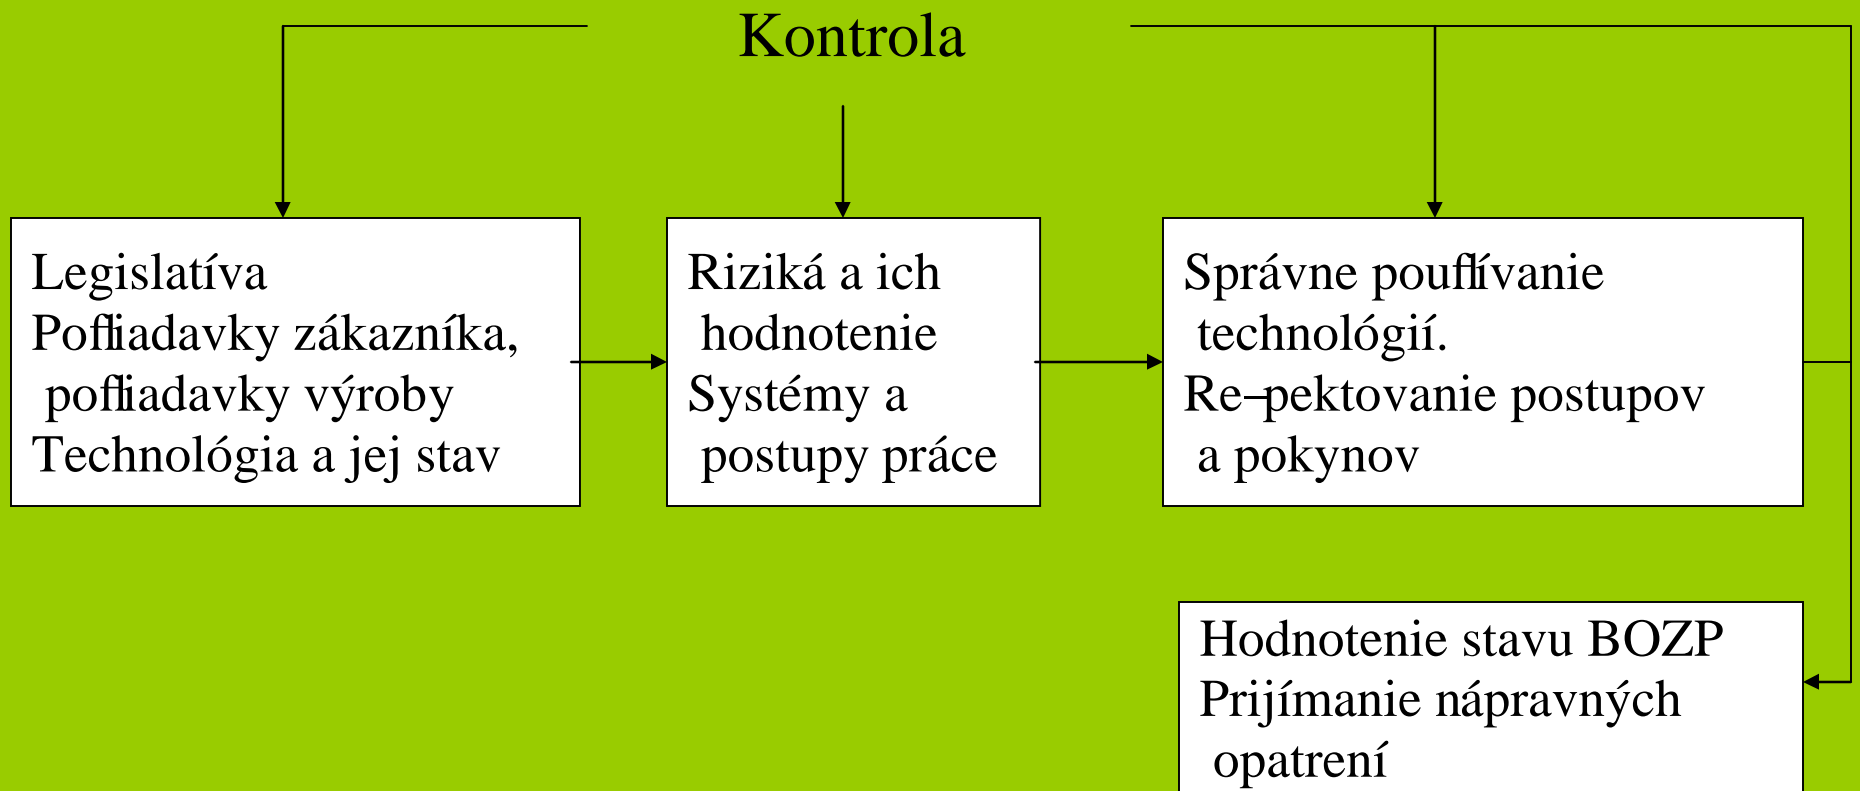 Kontrola
Legislatíva
Pofliadavky zákazníka,
pofliadavky výroby
Technológia a jej stav
Riziká a ich
hodnotenie
Systémy a
postupy práce
Správne pouflívanie
technológií.
Re–pektovanie postupov
a pokynov
Hodnotenie stavu BOZP
Prijímanie nápravných
opatrení